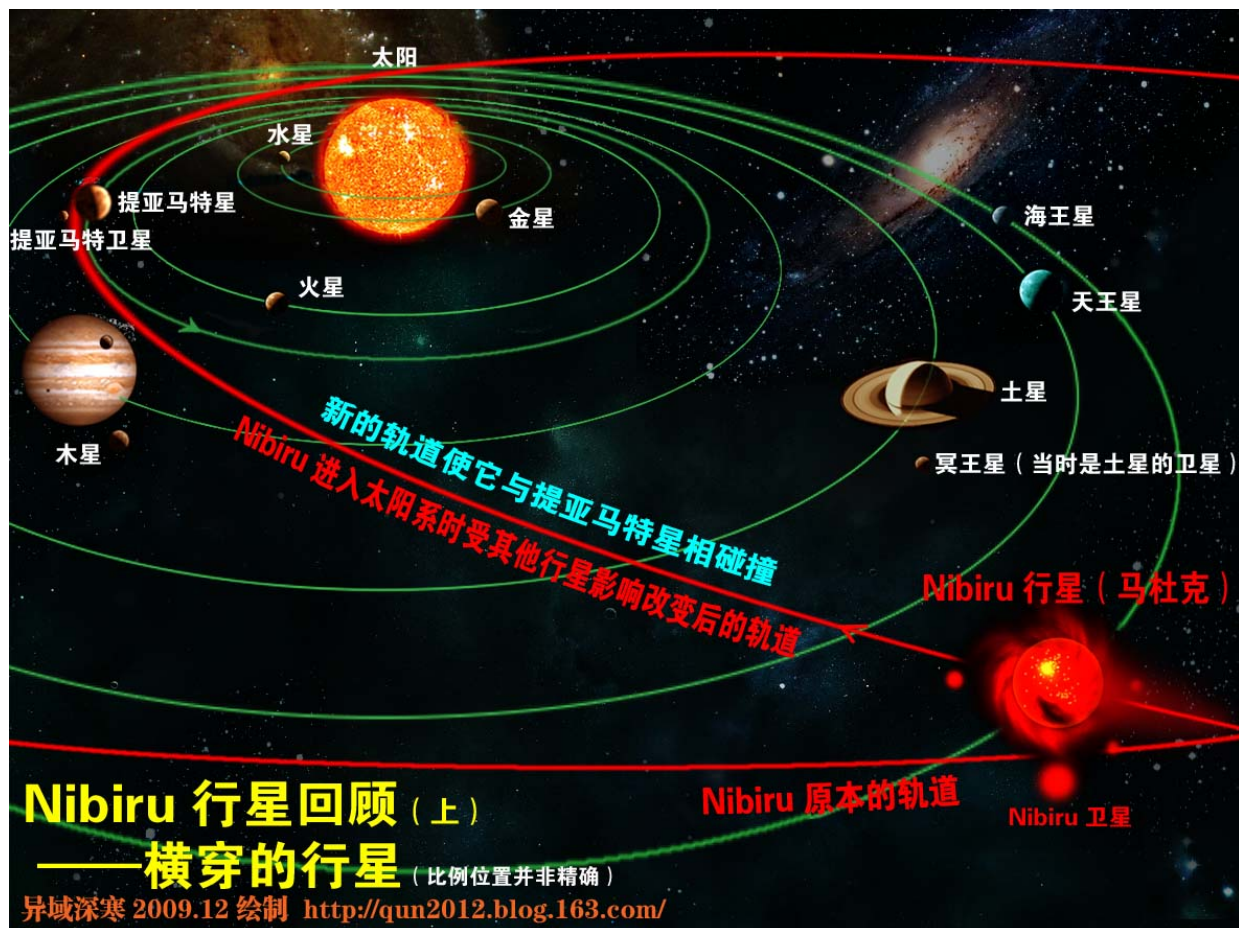 太阳
水星
提亚马特星
金星
海王星
提亚马特卫星
火星
天王星
土星
木星
冥王星（当时是土星的卫星）
新的轨道使它与提亚马特星相碰撞
Nibiru 进入太阳系时受其他行星影响改变后的轨道
Nibiru 行星（马杜克）
Nibiru 原本的轨道
Nibiru 卫星
Nibiru 行星回顾（上）
——横穿的行星（比例位置并非精确）
异域深寒 2009.12 绘制 http://qun2012.blog.163.com/